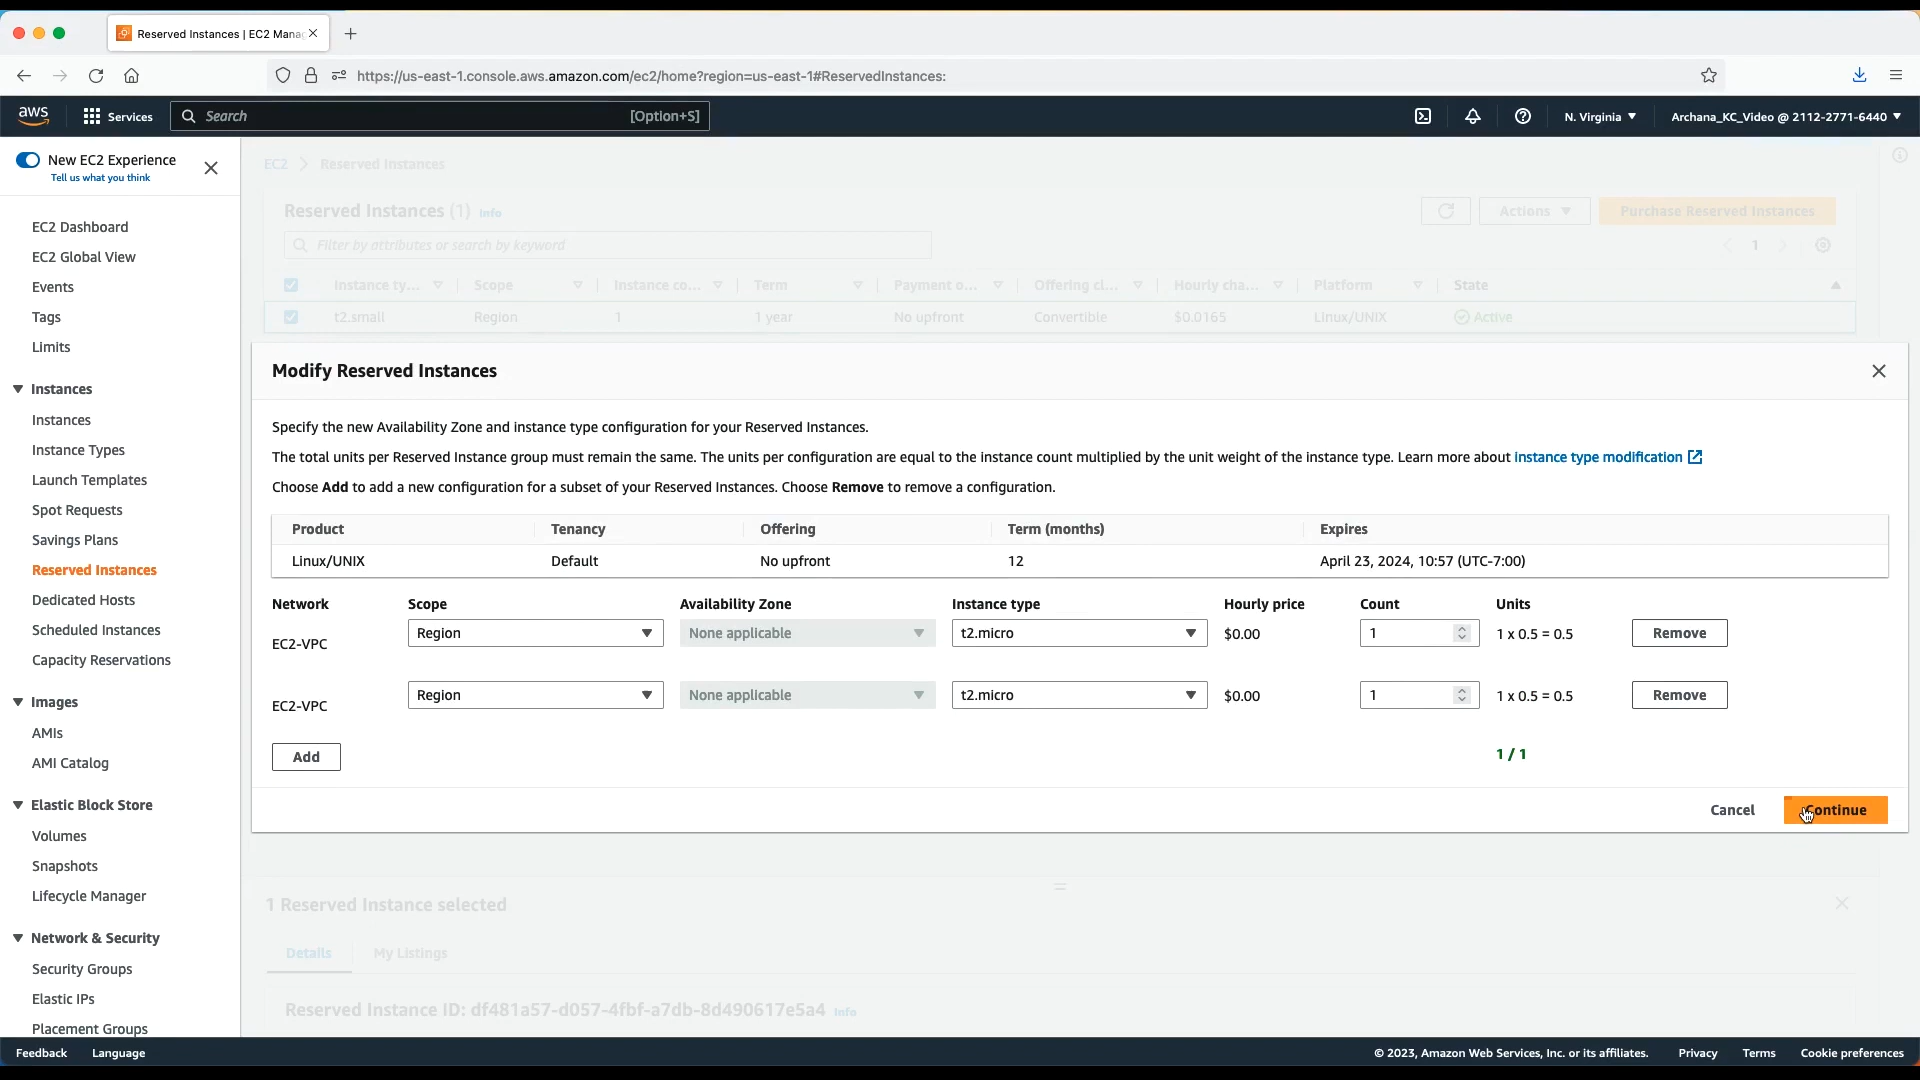 Reserved Instances | EC2 Mana
https://us-east-1.console.aws.amazon.com/ec2/home?region=us-east-1#ReservedInstances:
aws
Services
Search
[Option+S]
N. Virginia
Archana_KC_Video @ 2112-2771-6440
New EC2 Experience
Tell us what you think
EC2 Dashboard
EC2 Global View
Events
Tags
Limits
Instances
Instances
Instance Types
Launch Templates
Spot Requests
Savings Plans
Reserved Instances
Dedicated Hosts
Scheduled Instances
Capacity Reservations
Images
AMIs
AMI Catalog
Elastic Block Store
Volumes
Snapshots
Lifecycle Manager
Network & Security
Security Groups
Elastic IPs
Placement Groups
EC2 > Reserved Instances
Reserved Instances (1) Info
Actions
Purchase Reserved Instances
Filter by attributes or search by keyword
1
Instance ty... Scope Instance co... Term Payment o... Offering cl... Hourly cha... Platform State
t2.small Region 1 1 year No upfront Convertible $0.0165 Linux/UNIX Active
Modify Reserved Instances
Specify the new Availability Zone and instance type configuration for your Reserved Instances.
The total units per Reserved Instance group must remain the same. The units per configuration are equal to the instance count multiplied by the unit weight of the instance type. Learn more about instance type modification
Choose Add to add a new configuration for a subset of your Reserved Instances. Choose Remove to remove a configuration.
Product Tenancy Offering Term (months) Expires
Linux/UNIX Default No upfront 12 April 23, 2024, 10:57 (UTC-7:00)
Network Scope Availability Zone Instance type Hourly price Count Units
EC2-VPC Region None applicable t2.micro $0.00 1 1 x 0.5 = 0.5 Remove
EC2-VPC Region None applicable t2.micro $0.00 1 1 x 0.5 = 0.5 Remove
Add
1 / 1
Cancel
Continue
1 Reserved Instance selected
Details
My Listings
Reserved Instance ID: df481a57-d057-4fbf-a7db-8d490617e5a4 Info
Feedback
Language
© 2023, Amazon Web Services, Inc. or its affiliates.
Privacy
Terms
Cookie preferences